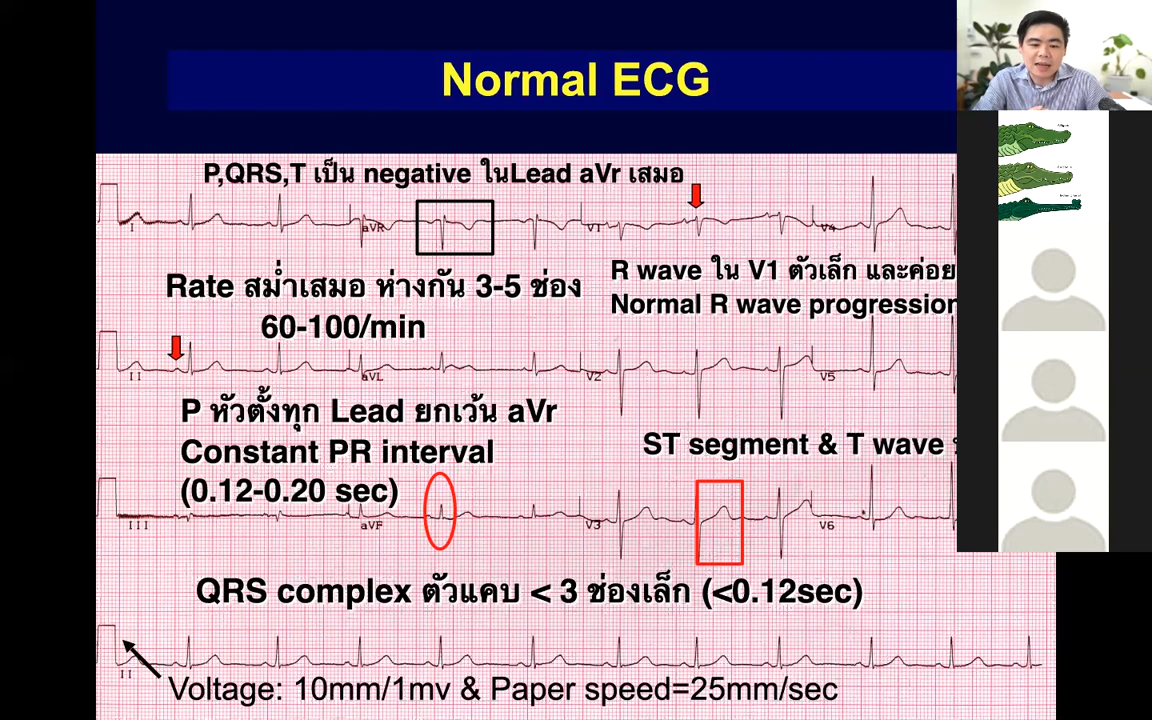 Normal ECG
P,QRS,T เป็น negative ในLead aVr เสมอ
I
aVR
V1
V4
Rate สม่ำเสมอ ห่างกัน 3-5 ช่อง
60-100/min
R wave ใน V1 ตัวเล็ก และค่อย
Normal R wave progression
II
aVL
V2
V5
P หัวตั้งทุก Lead ยกเว้น aVr
Constant PR interval
(0.12-0.20 sec)
ST segment & T wave
III
aVF
V3
V6
QRS complex ตัวแคบ < 3 ช่องเล็ก (<0.12sec)
II
Voltage: 10mm/1mv & Paper speed=25mm/sec